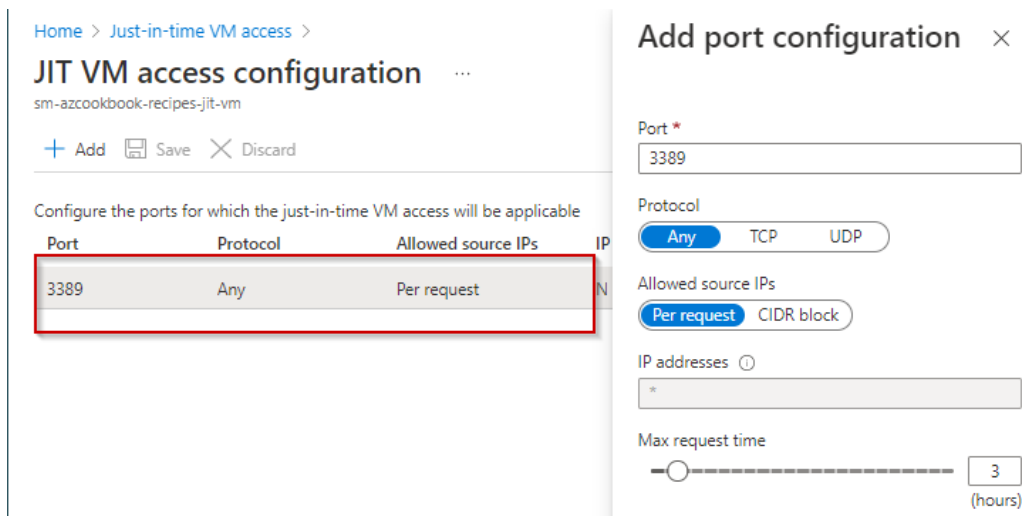 Home > Just-in-time VM access >
JIT VM access configuration ...
sm-azcookbook-recipes-jit-vm
+ Add Save Discard
Configure the ports for which the just-in-time VM access will be applicable
Port Protocol Allowed source IPs IP
3389 Any Per request N
Add port configuration
Port *
3389
Protocol
Any TCP UDP
Allowed source IPs
Per request CIDR block
IP addresses
*
Max request time
3
(hours)